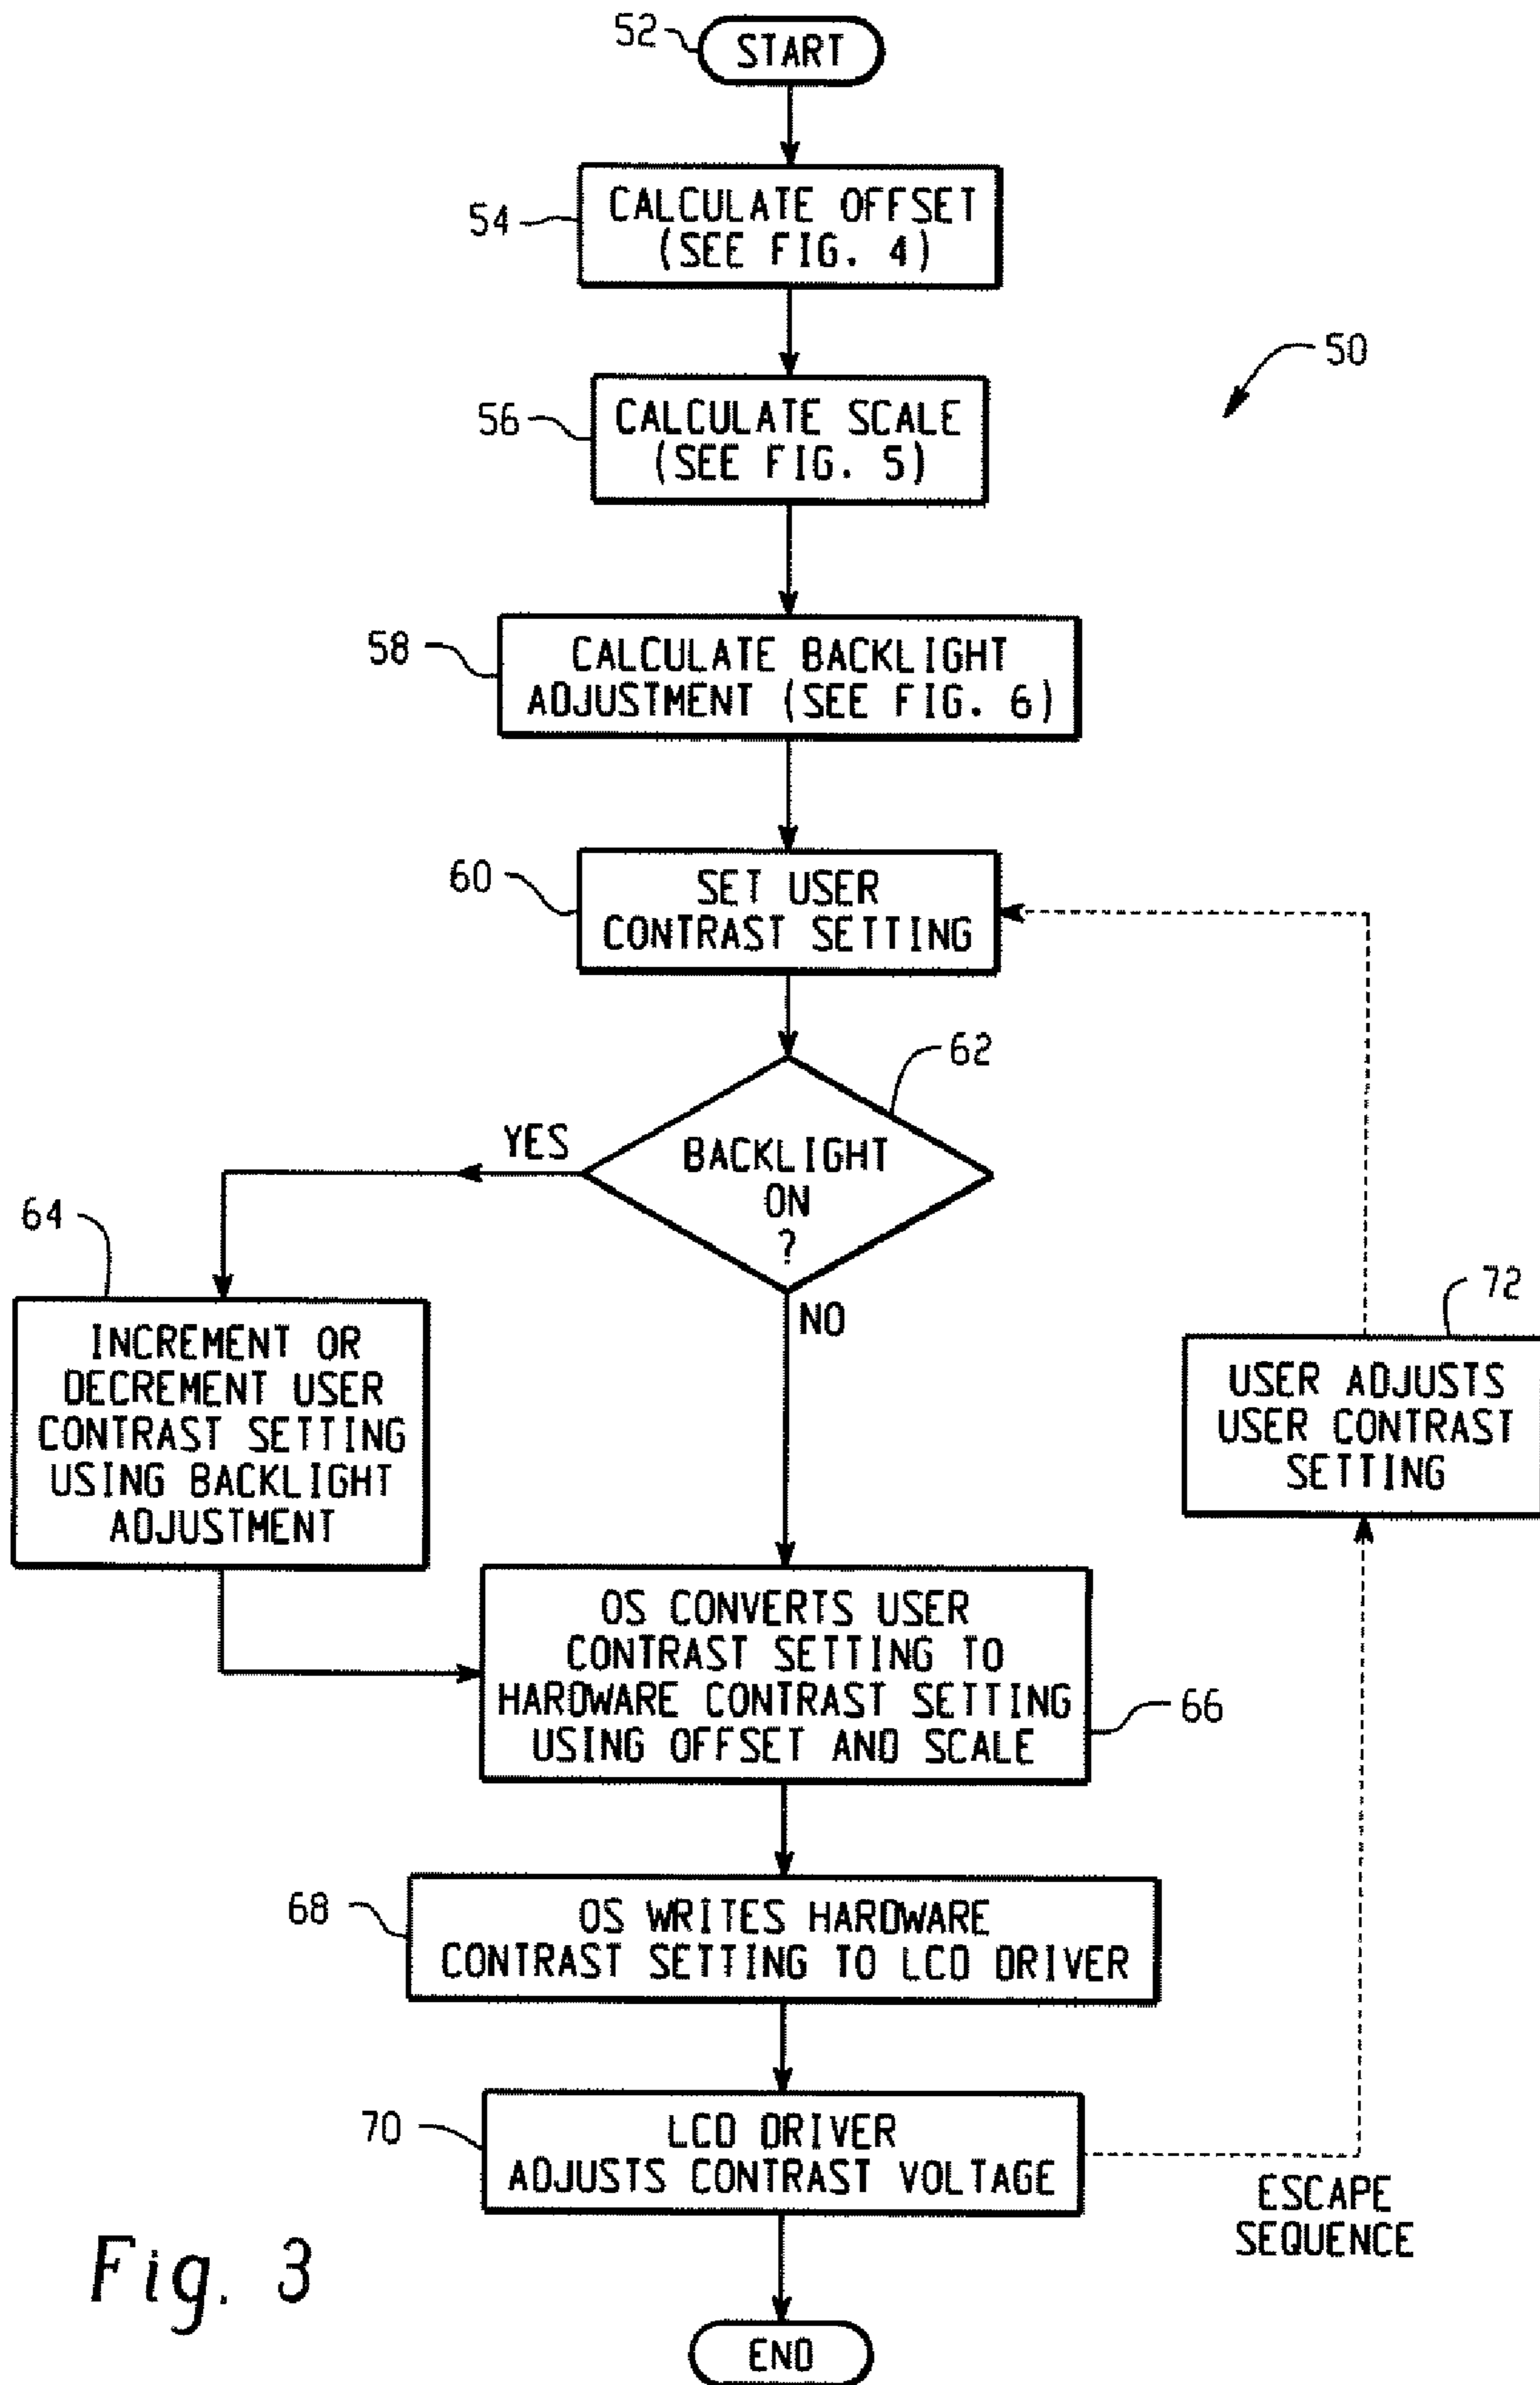 52
START
54
CALCULATE OFFSET
(SEE FIG. 4)
50
56
CALCULATE SCALE
(SEE FIG. 5)
58
CALCULATE BACKLIGHT
ADJUSTMENT (SEE FIG. 6)
60
SET USER
CONTRAST SETTING
62
YES
BACKLIGHT
ON
?
NO
64
INCREMENT OR
DECREMENT USER
CONTRAST SETTING
USING BACKLIGHT
ADJUSTMENT
72
USER ADJUSTS
USER CONTRAST
SETTING
OS CONVERTS USER
CONTRAST SETTING TO
HARDWARE CONTRAST SETTING
USING OFFSET AND SCALE
66
68
OS WRITES HARDWARE
CONTRAST SETTING TO LCD DRIVER
70
LCD DRIVER
ADJUSTS CONTRAST VOLTAGE
ESCAPE
SEQUENCE
Fig. 3
END